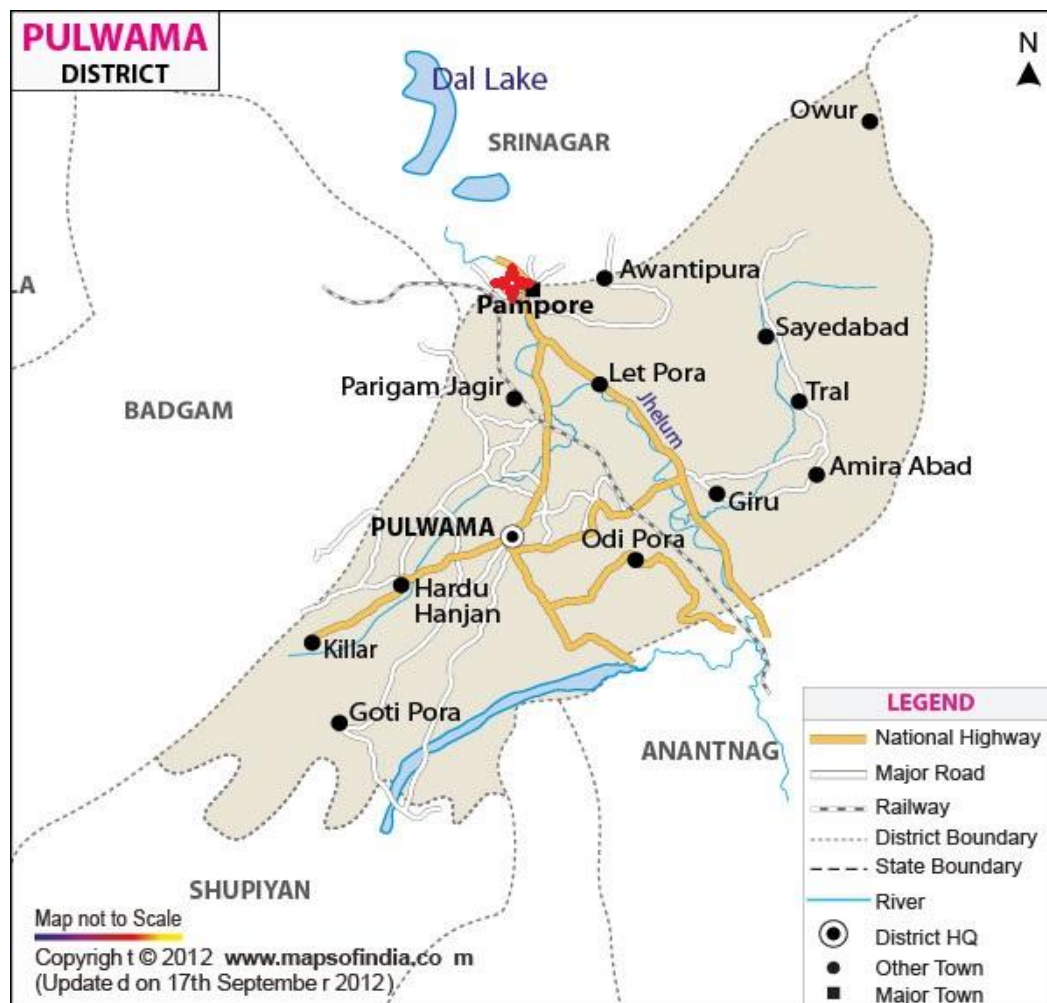 PULWAMA
DISTRICT
N
Dal Lake
Owur
SRINAGAR
Awantipura
LA
Pampore
Sayedabad
Let Pora
Parigam Jagir
Tral
BADGAM
Jhelum
Amira Abad
Giru
PULWAMA
Odi Pora
Hardu
Hanjan
Killar
Goti Pora
ANANTNAG
SHUPIYAN
LEGEND
National Highway
Major Road
Railway
District Boundary
State Boundary
River
District HQ
Other Town
Major Town
Map not to Scale
Copyrigh t © 2012 www.mapsofindia.co m
(Update d on 17th Septembe r 2012)